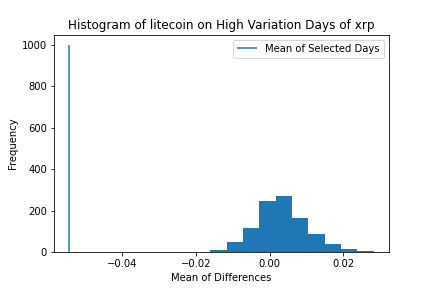 Histogram of litecoin on High Variation Days of xrp
Mean of Selected Days
Frequency
1000
800
600
400
200
0
−0.04
−0.02
0.00
0.02
Mean of Differences